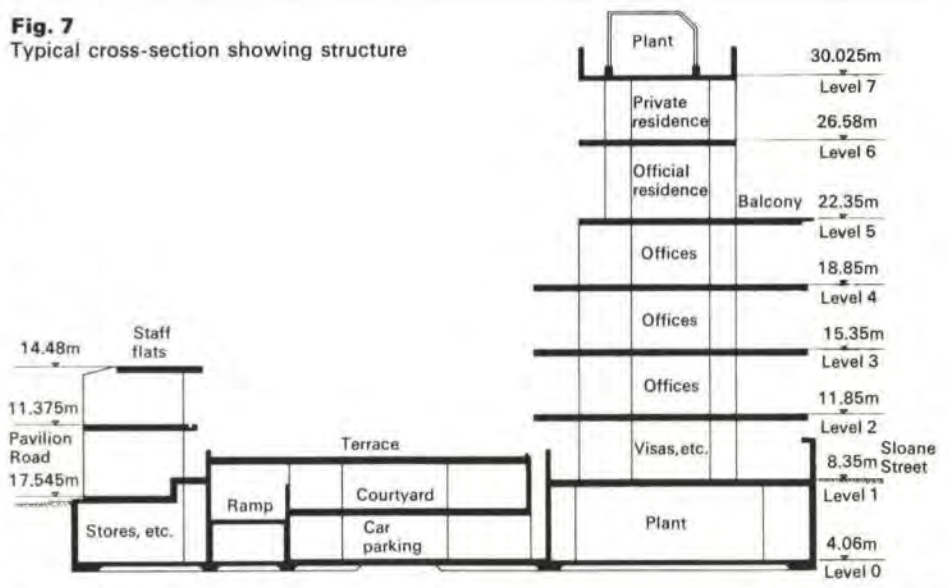 Fig. 7
Typical cross-section showing structure
Plant
30.025m
Level 7
Private
residence
26.58m
Level 6
Official
residence
Balcony
22.35m
Level 5
Offices
18.85m
Level 4
Offices
15.35m
Level 3
Offices
11.85m
Level 2
Visas, etc.
8.35m
Sloane
Street
Level 1
Plant
4.06m
Level 0
Staff
flats
14.48m
11.375m
Pavilion
Road
17.545m
Stores, etc.
Terrace
Ramp
Courtyard
Car
parking